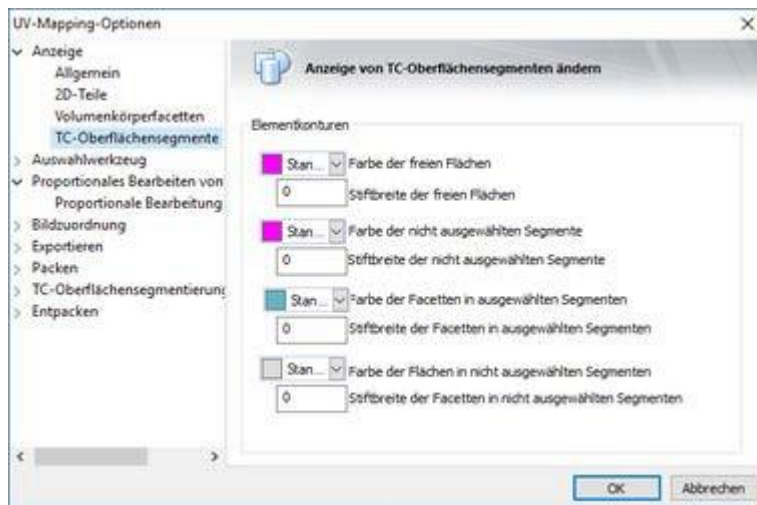 UV-Mapping-Optionen
Anzeige
Allgemein
2D-Teile
Volumenkörperfacetten
TC-Oberflächensegmente
Auswahlwerkzeug
Proportionales Bearbeiten von
Proportionale Bearbeitung
Bildzuordnung
Exportieren
Packen
TC-Oberflächensegmentierung
Entpacken
Anzeige von TC-Oberflächensegmenten ändern
Elementkonturen
Stan... Farbe der freien Flächen
0 Stiftbreite der freien Flächen
Stan... Farbe der nicht ausgewählten Segmente
0 Stiftbreite der nicht ausgewählten Segmente
Stan... Farbe der Facetten in ausgewählten Segmenten
0 Stiftbreite der Facetten in ausgewählten Segmenten
Stan... Farbe der Flächen in nicht ausgewählten Segmenten
0 Stiftbreite der Facetten in nicht ausgewählten Segmenten
OK Abbrechen